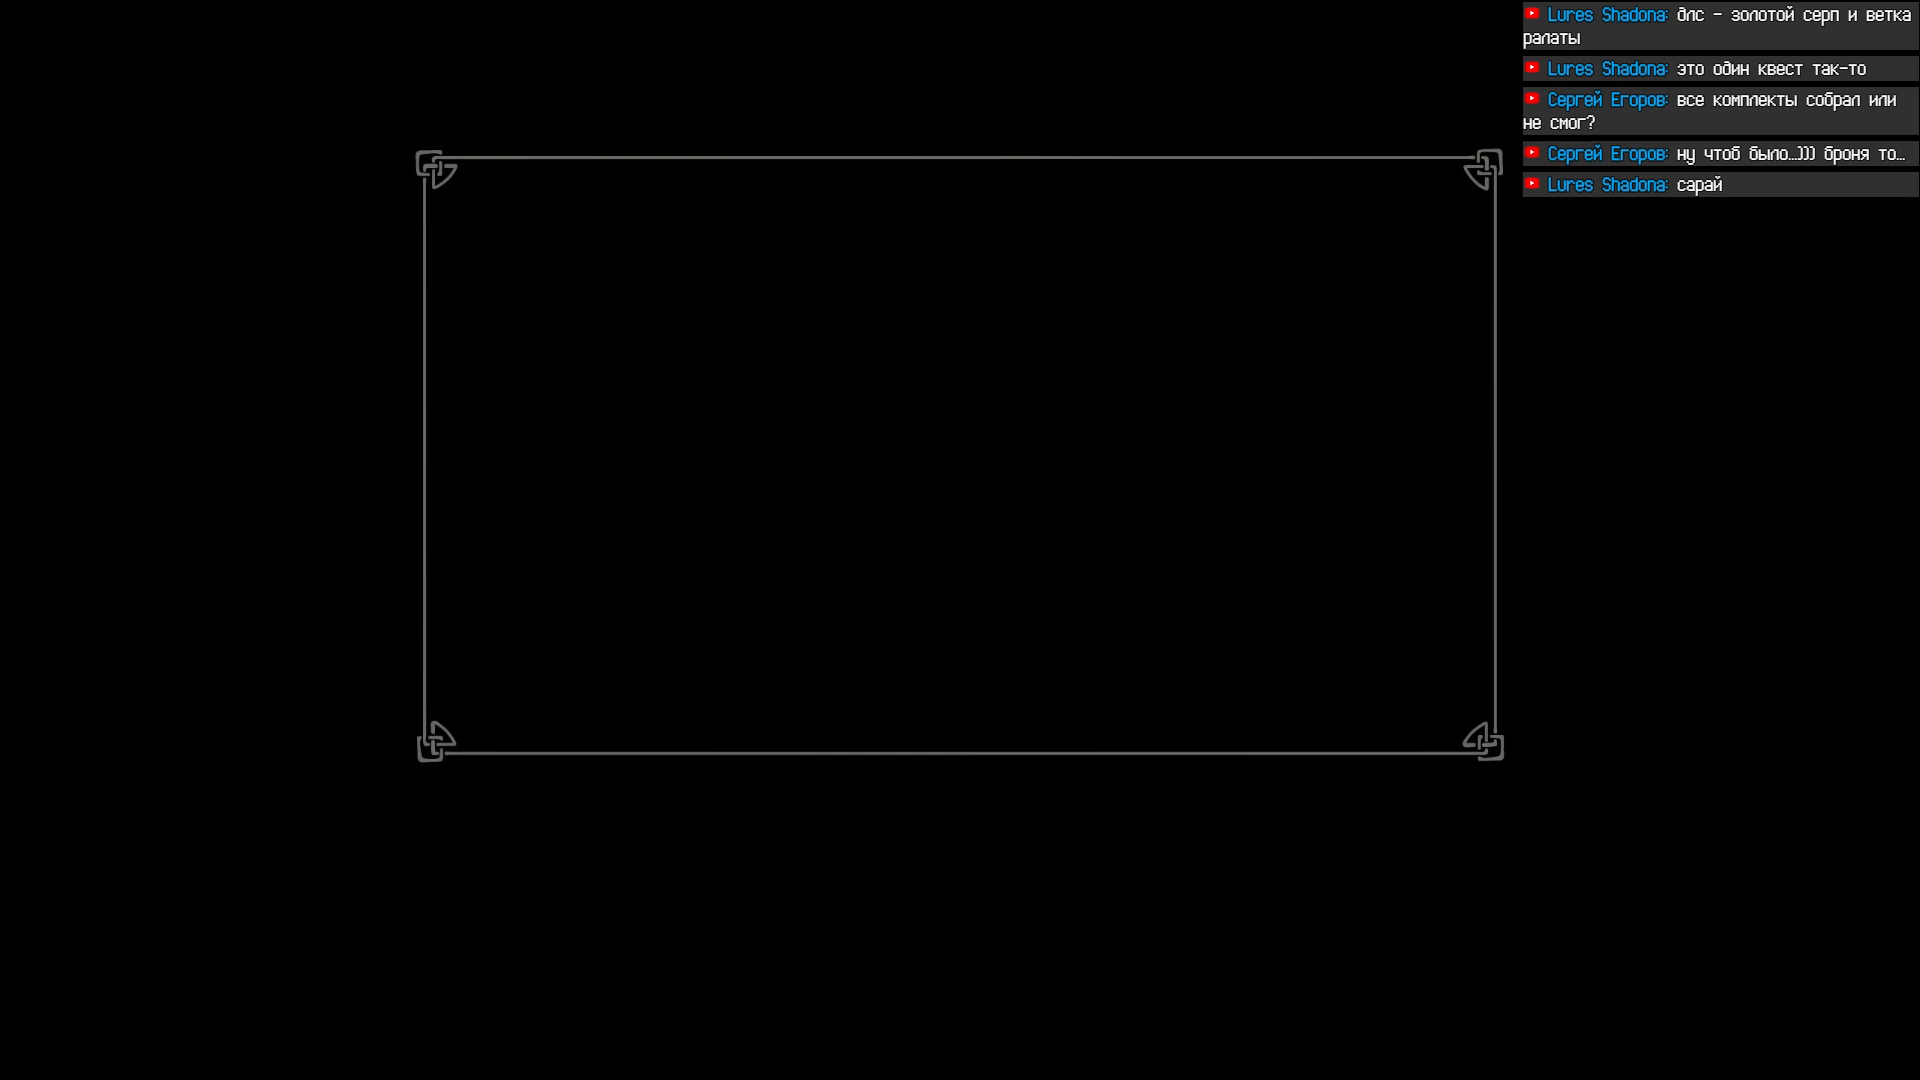 Lures Shadona: длс - золотой серп и ветка
ралаты
Lures Shadona: это один квест так-то
Сергей Егоров: все комплекты собрал или
не смог?
Сергей Егоров: ну чтоб было...))) броня то...
Lures Shadona: сарай